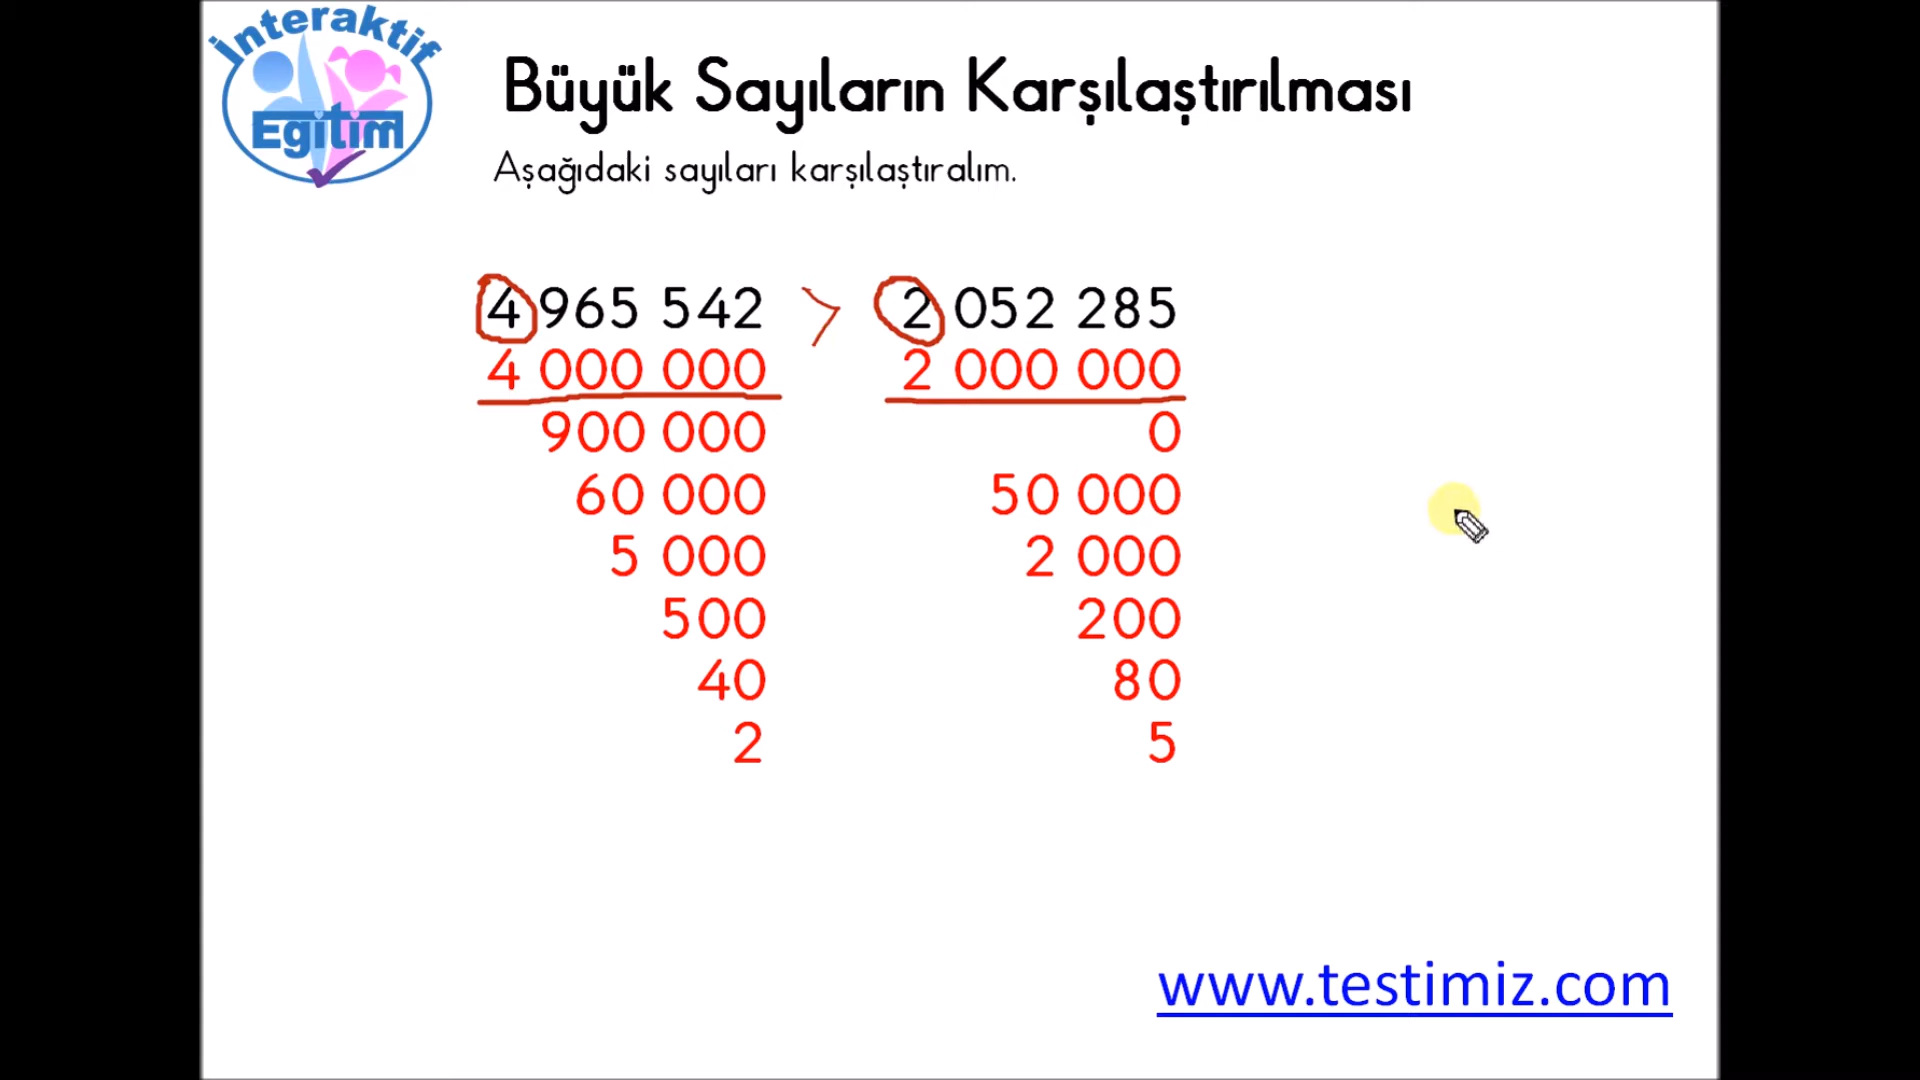 İnteraktif
Egitim
Büyük Sayıların Karşılaştırılması
Aşağıdaki sayıları karşılaştıralım.
4 965 542 > 2 052 285
4 000 000 2 000 000
900 000 0
60 000 50 000
5 000 2 000
500 200
40 80
2 5
www.testimiz.com